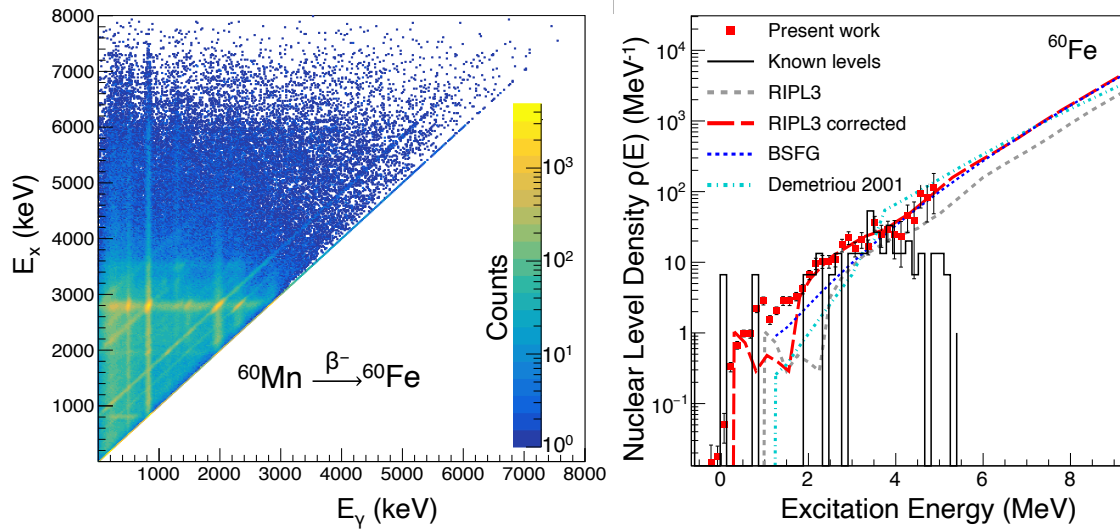 8000
7000
6000
5000
4000
3000
2000
1000
E_x (keV)
1000 2000 3000 4000 5000 6000 7000 8000
E_γ (keV)
Counts
10³
10²
10¹
10⁰
⁶⁰Mn β⁻ → ⁶⁰Fe
Nuclear Level Density ρ(E) (MeV⁻¹)
10⁴
10³
10²
10
1
10⁻¹
0 2 4 6 8
Excitation Energy (MeV)
⁶⁰Fe
Present work
Known levels
RIPL3
RIPL3 corrected
BSFG
Demetriou 2001